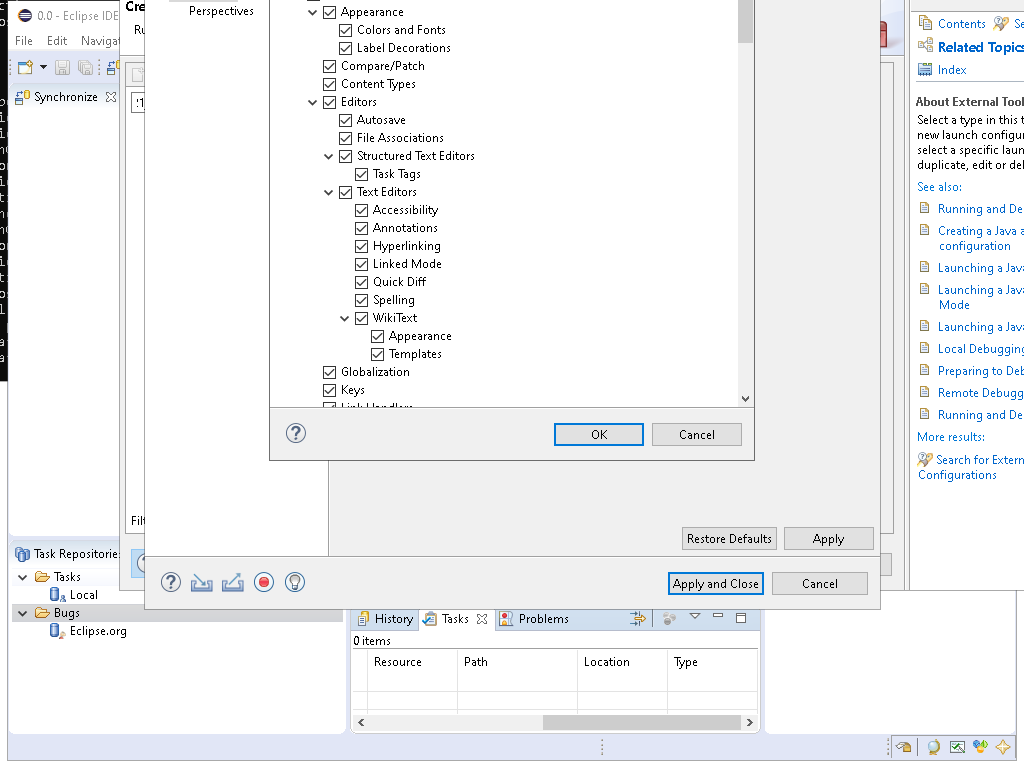 0.0 - Eclipse IDE
Cre
Ru
File Edit Navigat
Synchronize
Perspectives
Appearance
Colors and Fonts
Label Decorations
Compare/Patch
Content Types
Editors
Autosave
File Associations
Structured Text Editors
Task Tags
Text Editors
Accessibility
Annotations
Hyperlinking
Linked Mode
Quick Diff
Spelling
WikiText
Appearance
Templates
Globalization
Keys
Link Handlers
OK Cancel
Restore Defaults Apply
Apply and Close Cancel
Filt
Contents Se
Related Topics
Index
About External Tool
Select a type in this t
new launch configur
select a specific laun
duplicate, edit or del
See also:
Running and De
Creating a Java a
configuration
Launching a Java
Launching a Java
Mode
Launching a Java
Local Debugging
Preparing to Deb
Remote Debugg
Running and De
More results:
Search for Extern
Configurations
Task Repositories
Tasks
Local
Bugs
Eclipse.org
History Tasks Problems
0 items
Resource Path Location Type